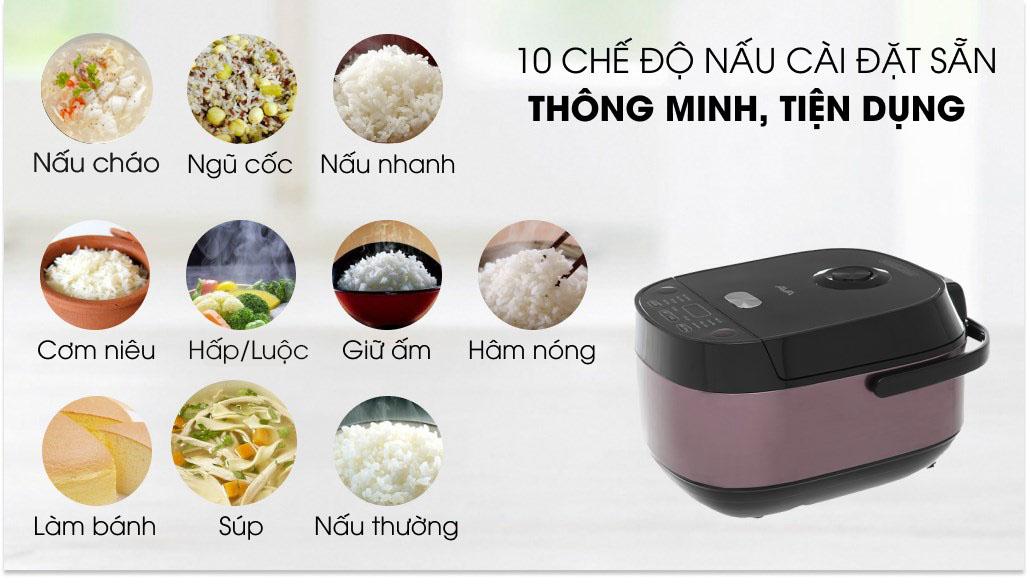 10 CHẾ ĐỘ NẤU CÀI ĐẶT SẴN
THÔNG MINH, TIỆN DỤNG
Nấu cháo
Ngũ cốc
Nấu nhanh
Cơm niêu
Hấp/Luộc
Giữ ấm
Hâm nóng
Làm bánh
Súp
Nấu thường
AVA